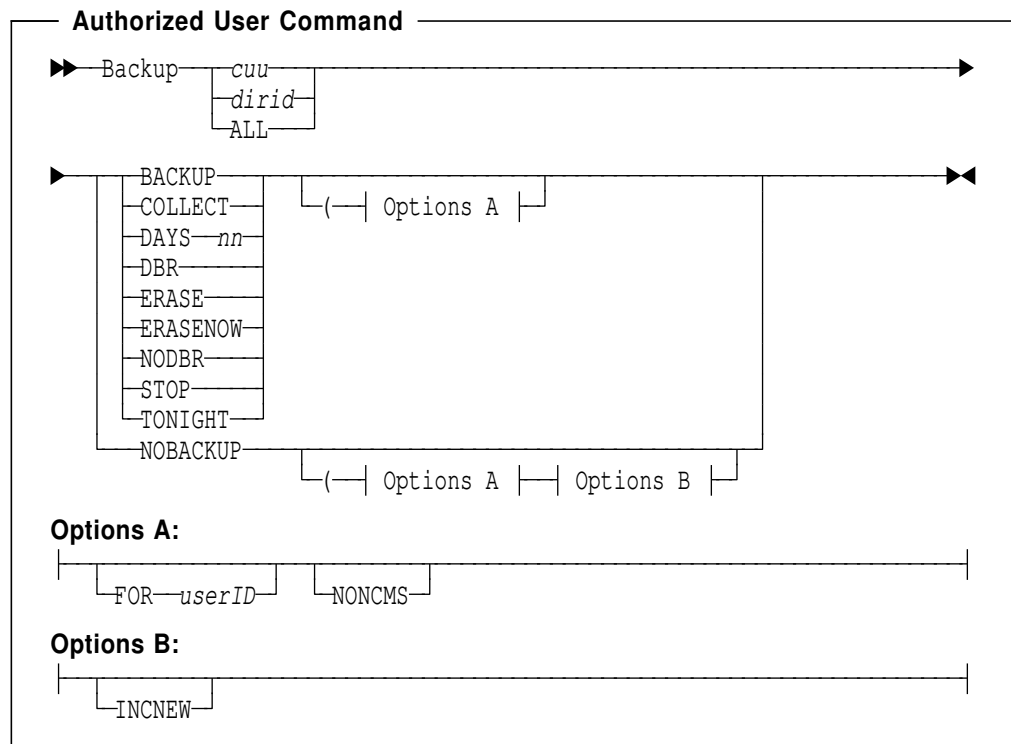 Authorized User Command
Backup cuu
dirid
ALL
BACKUP
COLLECT ( Options A
DAYS nn
DBR
ERASE
ERASENOW
NODBR
STOP
TONIGHT
NOBACKUP
( Options A Options B
Options A:
FOR userID NONCMS
Options B:
INCNEW